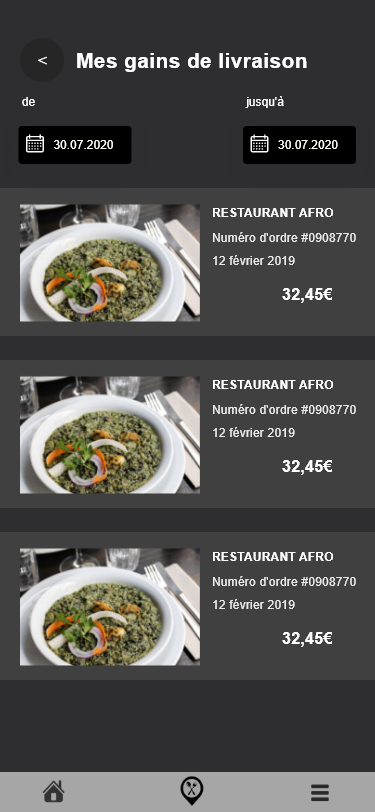 < Mes gains de livraison
de jusqu'à
30.07.2020 30.07.2020
RESTAURANT AFRO
Numéro d'ordre #0908770
12 février 2019
32,45€
RESTAURANT AFRO
Numéro d'ordre #0908770
12 février 2019
32,45€
RESTAURANT AFRO
Numéro d'ordre #0908770
12 février 2019
32,45€